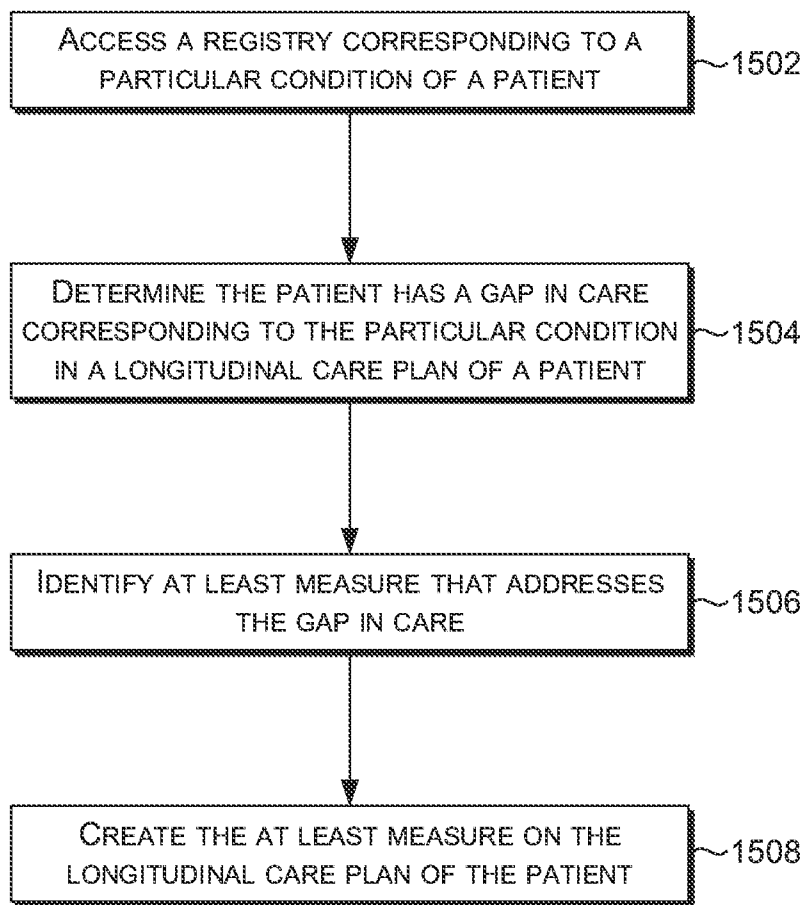 ACCESS A REGISTRY CORRESPONDING TO A
PARTICULAR CONDITION OF A PATIENT
1502
DETERMINE THE PATIENT HAS A GAP IN CARE
CORRESPONDING TO THE PARTICULAR CONDITION
IN A LONGITUDINAL CARE PLAN OF A PATIENT
1504
IDENTIFY AT LEAST MEASURE THAT ADDRESSES
THE GAP IN CARE
1506
CREATE THE AT LEAST MEASURE ON THE
LONGITUDINAL CARE PLAN OF THE PATIENT
1508